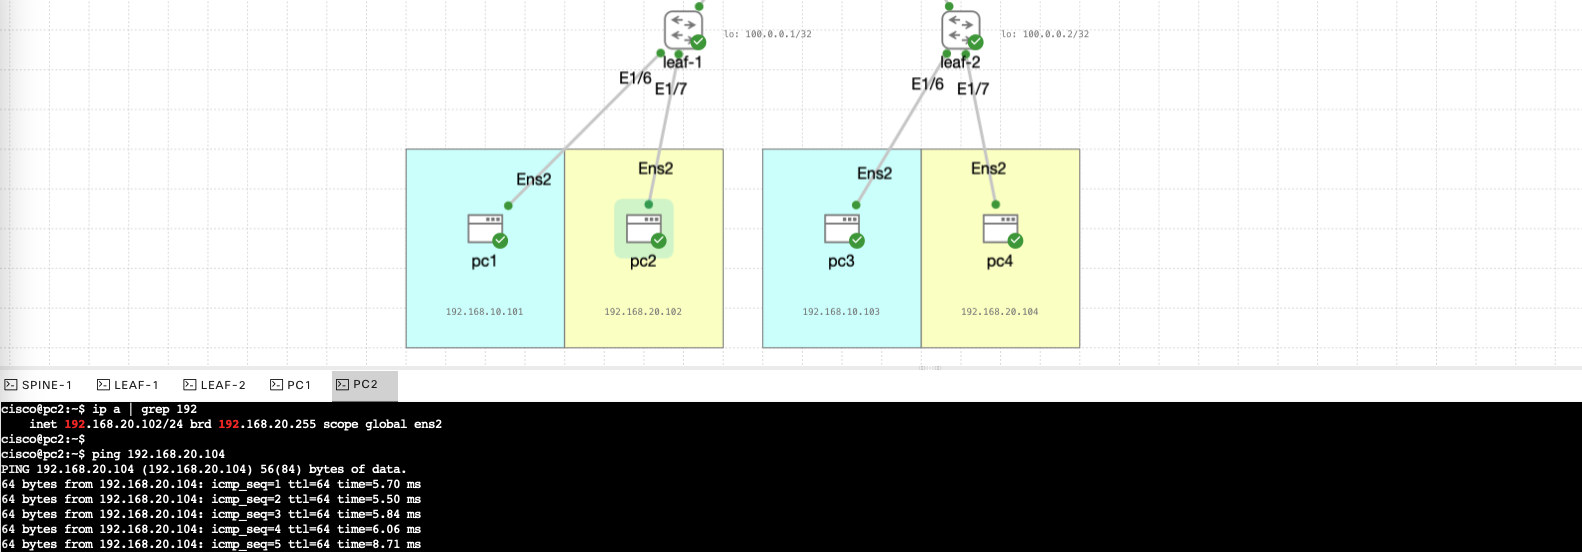 lo: 100.0.0.1/32
lo: 100.0.0.2/32
leaf-1
leaf-2
E1/6
E1/7
E1/6
E1/7
Ens2
Ens2
Ens2
Ens2
pc1
pc2
pc3
pc4
192.168.10.101
192.168.20.102
192.168.10.103
192.168.20.104
SPINE-1 LEAF-1 LEAF-2 PC1 PC2
cisco@pc2:~$ ip a | grep 192
inet 192.168.20.102/24 brd 192.168.20.255 scope global ens2
cisco@pc2:~$
cisco@pc2:~$ ping 192.168.20.104
PING 192.168.20.104 (192.168.20.104) 56(84) bytes of data.
64 bytes from 192.168.20.104: icmp_seq=1 ttl=64 time=5.70 ms
64 bytes from 192.168.20.104: icmp_seq=2 ttl=64 time=5.50 ms
64 bytes from 192.168.20.104: icmp_seq=3 ttl=64 time=5.84 ms
64 bytes from 192.168.20.104: icmp_seq=4 ttl=64 time=6.06 ms
64 bytes from 192.168.20.104: icmp_seq=5 ttl=64 time=8.71 ms